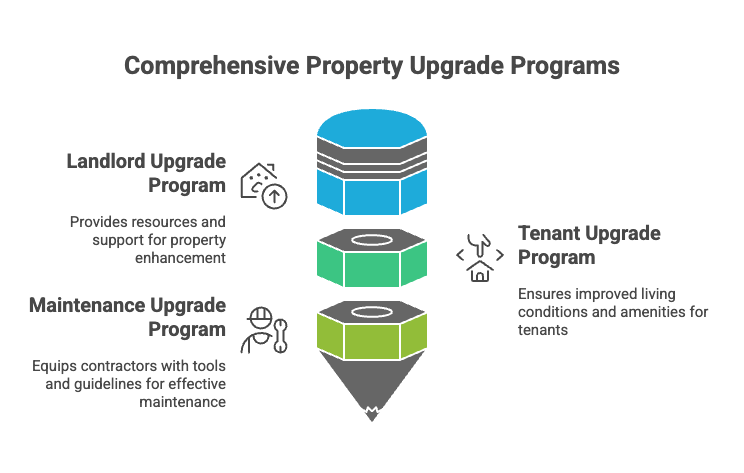 Comprehensive Property Upgrade Programs
Landlord Upgrade
Program
Provides resources and
support for property
enhancement
Tenant Upgrade
Program
Ensures improved living
conditions and amenities for
tenants
Maintenance Upgrade
Program
Equips contractors with tools
and guidelines for effective
maintenance